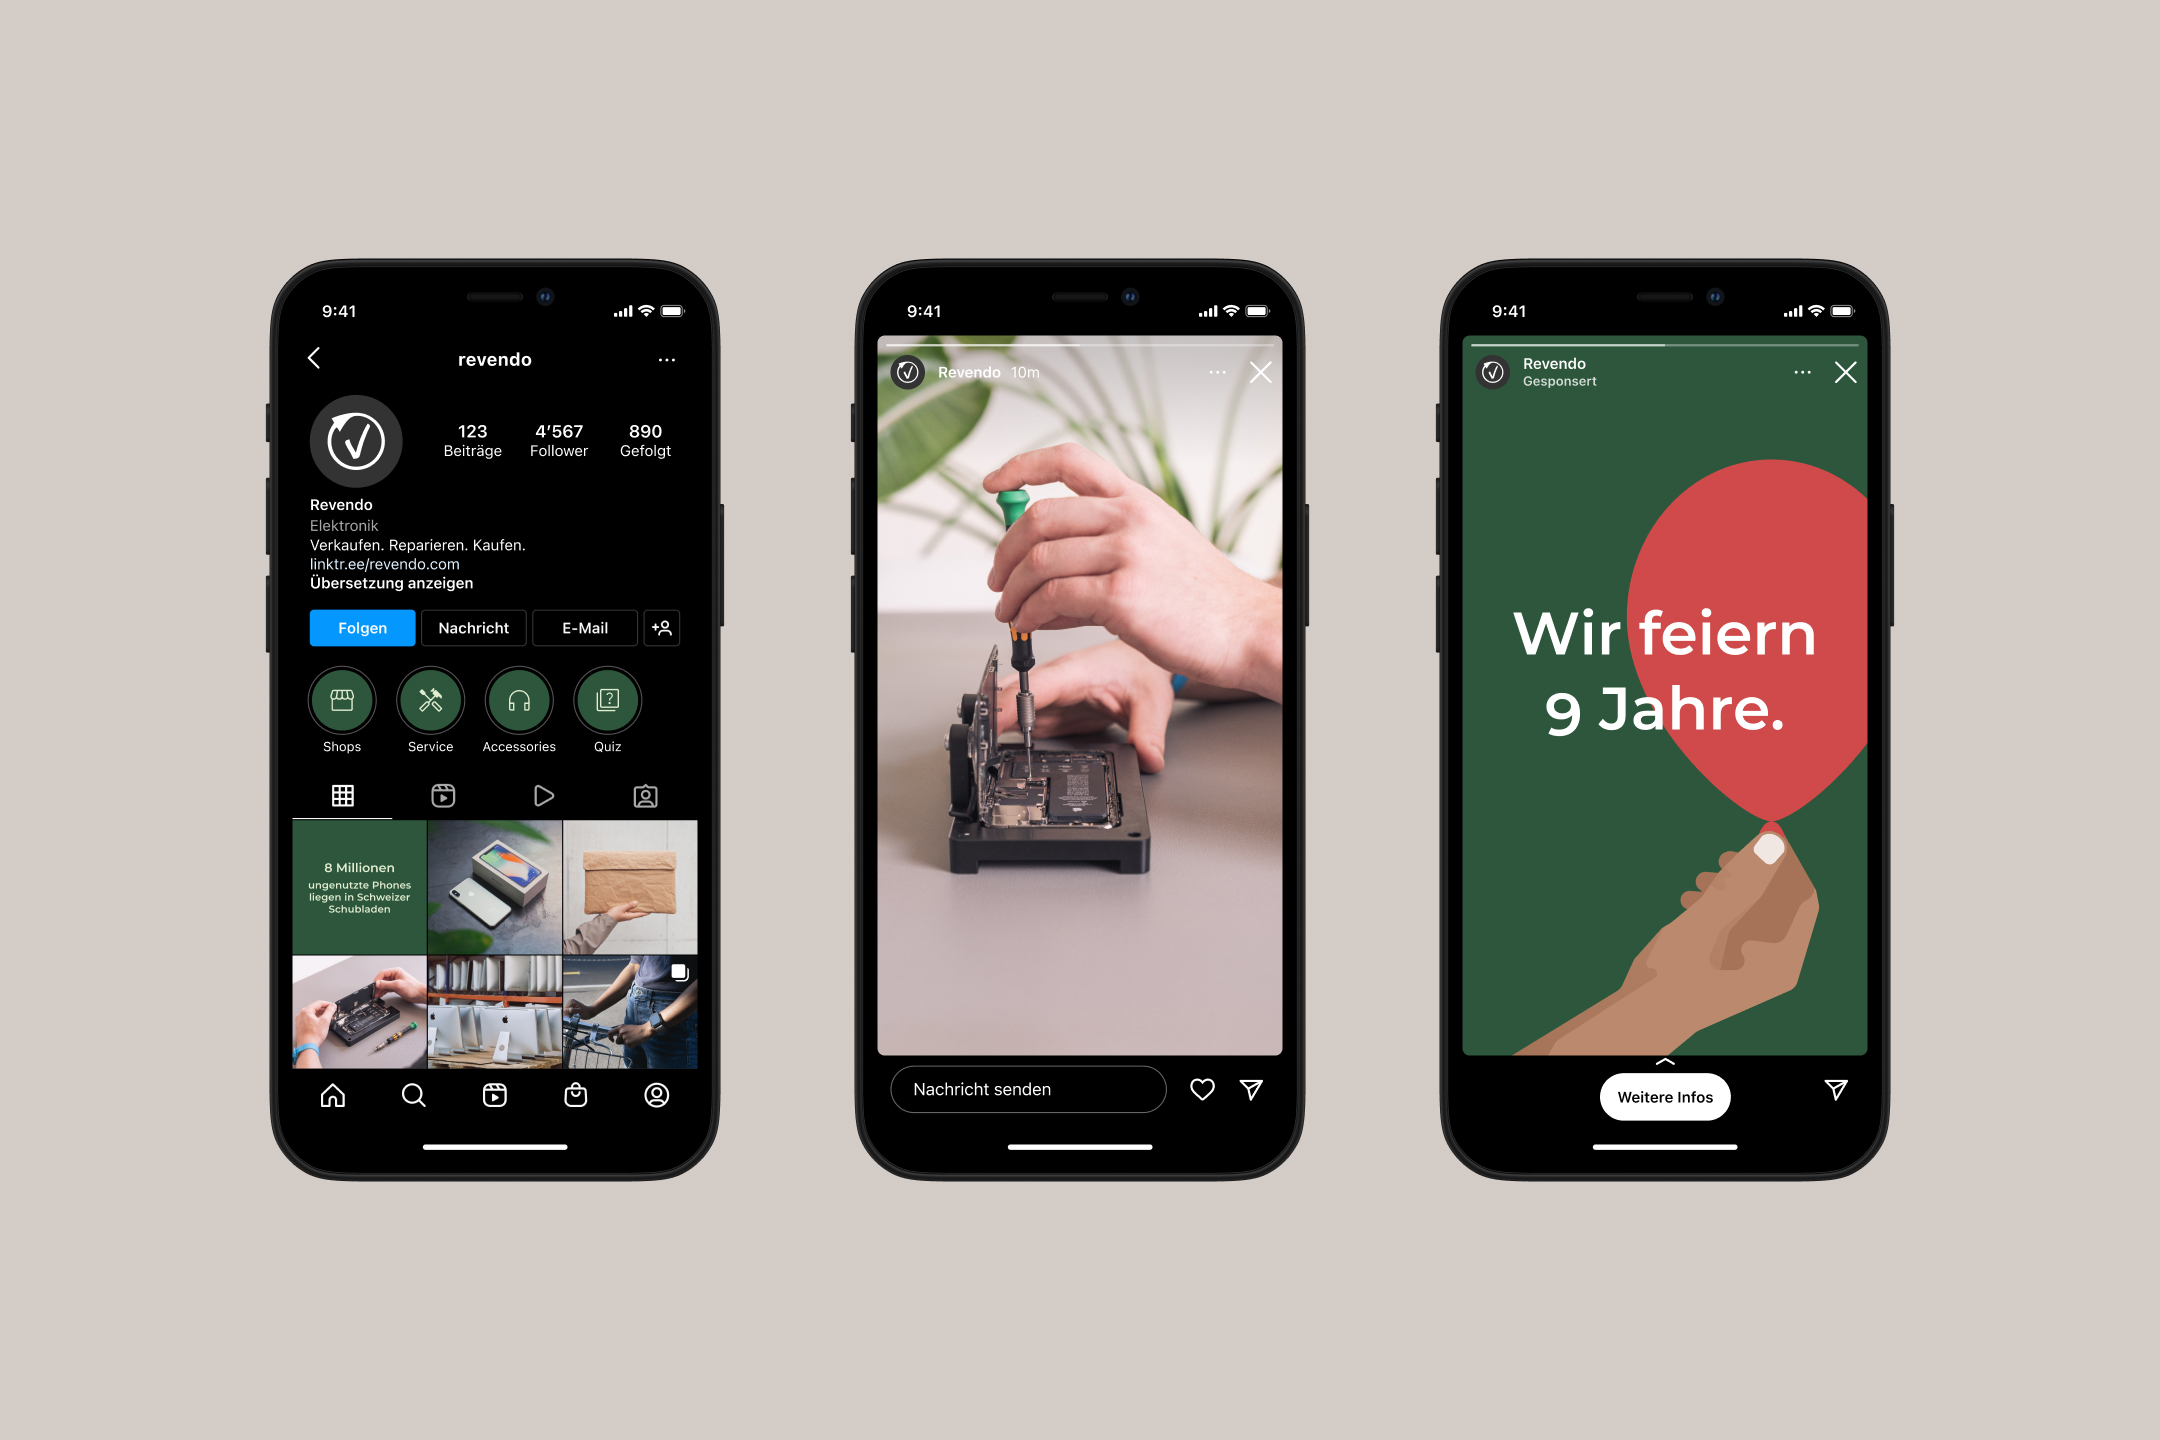 9:41
revendo
123
4’567
890
Beiträge
Follower
Gefolgt
Revendo
Elektronik
Verkaufen. Reparieren. Kaufen.
linktr.ee/revendo.com
Übersetzung anzeigen
Folgen
Nachricht
E-Mail
Shops
Service
Accessories
Quiz
8 Millionen
ungenutzte Phones
liegen in Schweizer
Schubladen
9:41
Revendo 10m
Nachricht senden
9:41
Revendo
Gesponsert
Wir feiern
9 Jahre.
Weitere Infos